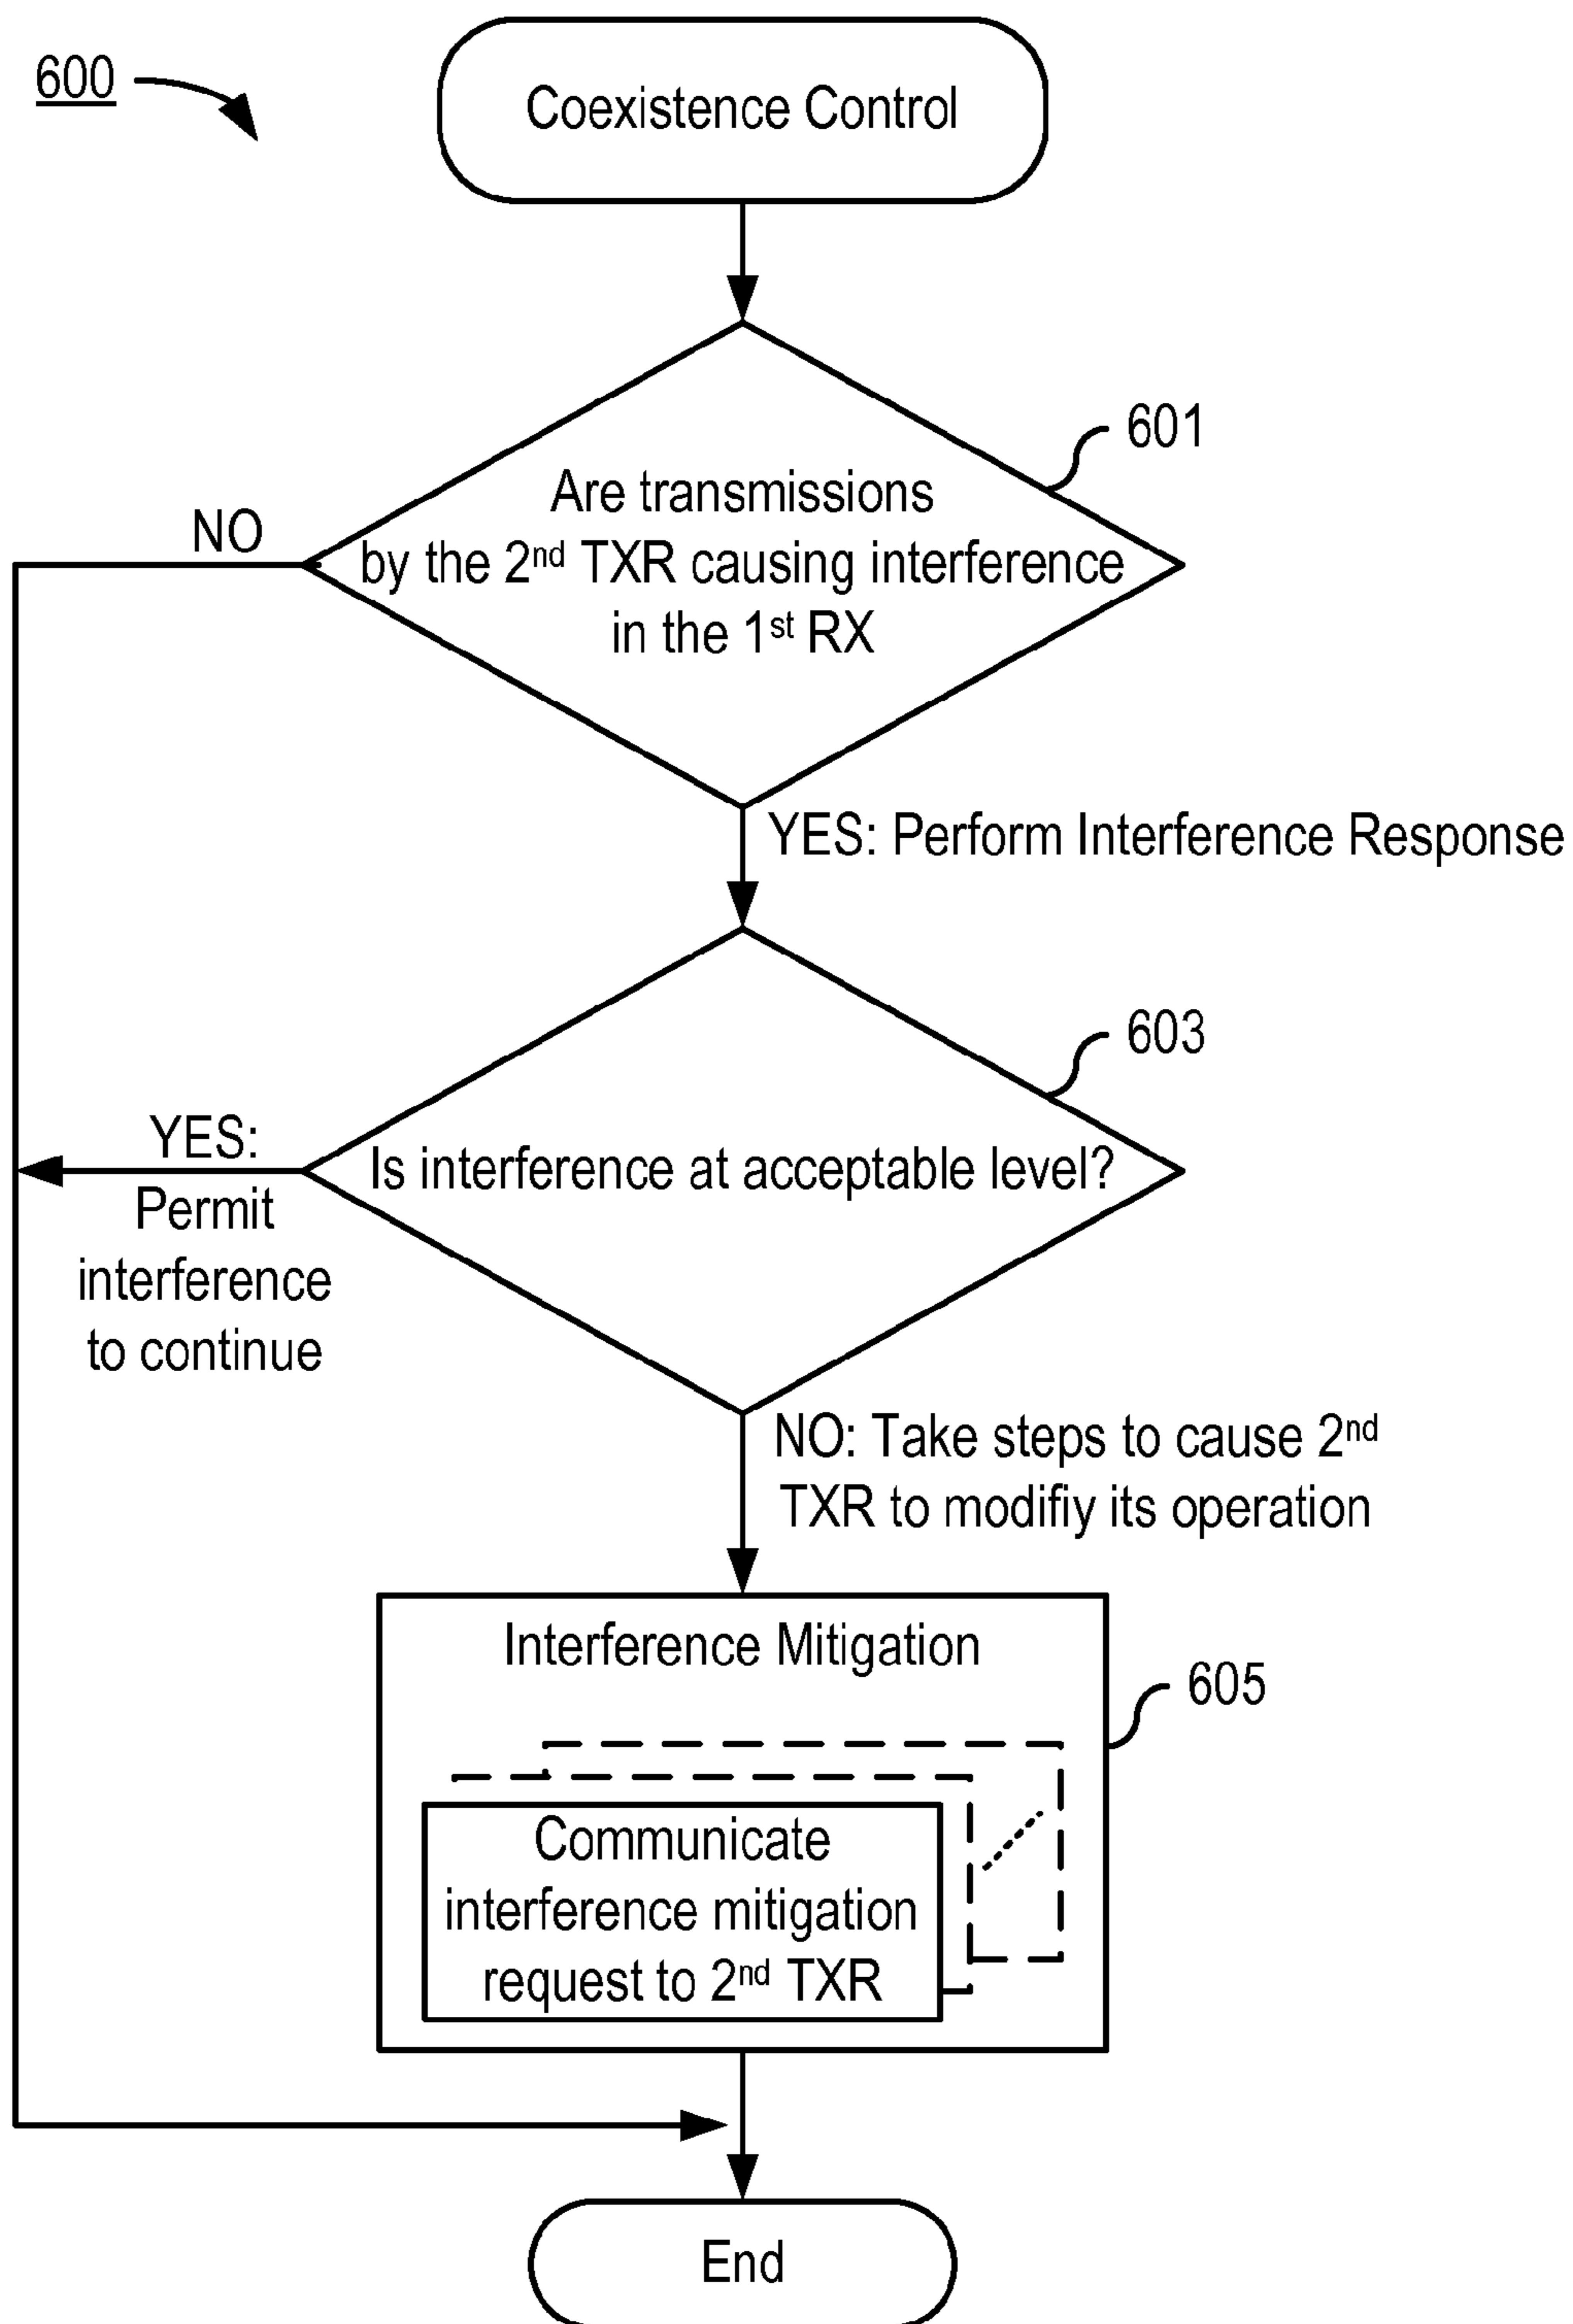 600
Coexistence Control
601
Are transmissions
by the 2nd TXR causing interference
in the 1st RX
NO
YES: Perform Interference Response
603
Is interference at acceptable level?
YES:
Permit
interference
to continue
NO: Take steps to cause 2nd
TXR to modifiy its operation
Interference Mitigation
605
Communicate
interference mitigation
request to 2nd TXR
End